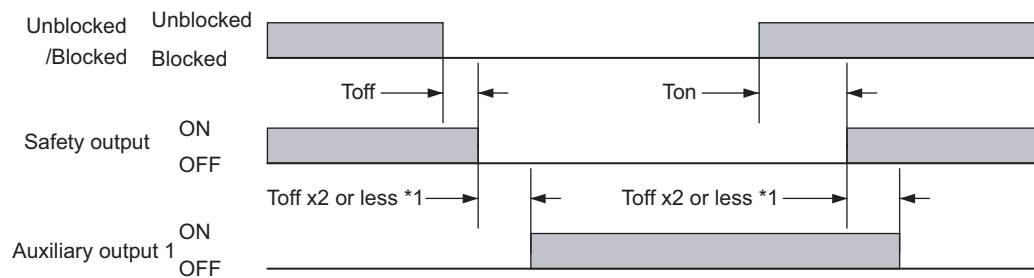 Unblocked
/Blocked
Unblocked
Blocked
Toff
Ton
Safety output
ON
OFF
Toff x2 or less *1
Toff x2 or less *1
Auxiliary output 1
ON
OFF